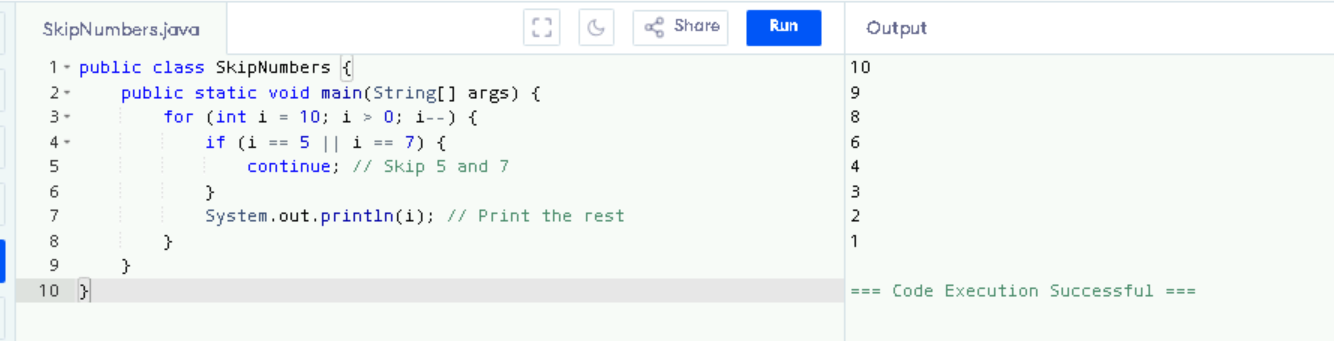 SkipNumbers.java
Share
Run
Output
1 public class SkipNumbers {
2     public static void main(String[] args) {
3         for (int i = 10; i > 0; i--) {
4             if (i == 5 || i == 7) {
5                 continue; // Skip 5 and 7
6             }
7             System.out.println(i); // Print the rest
8         }
9     }
10 }
10
9
8
6
4
3
2
1
=== Code Execution Successful ===